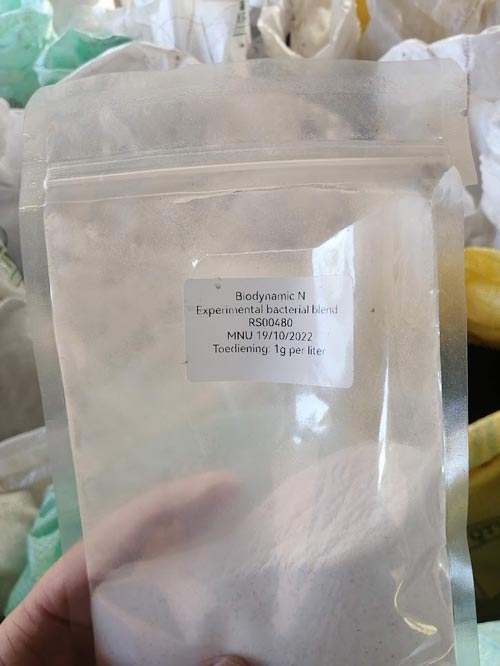 Biodynamic N
Experimental bacterial blend
RS00480
MNU 19/10/2022
Toediening: 1g per liter